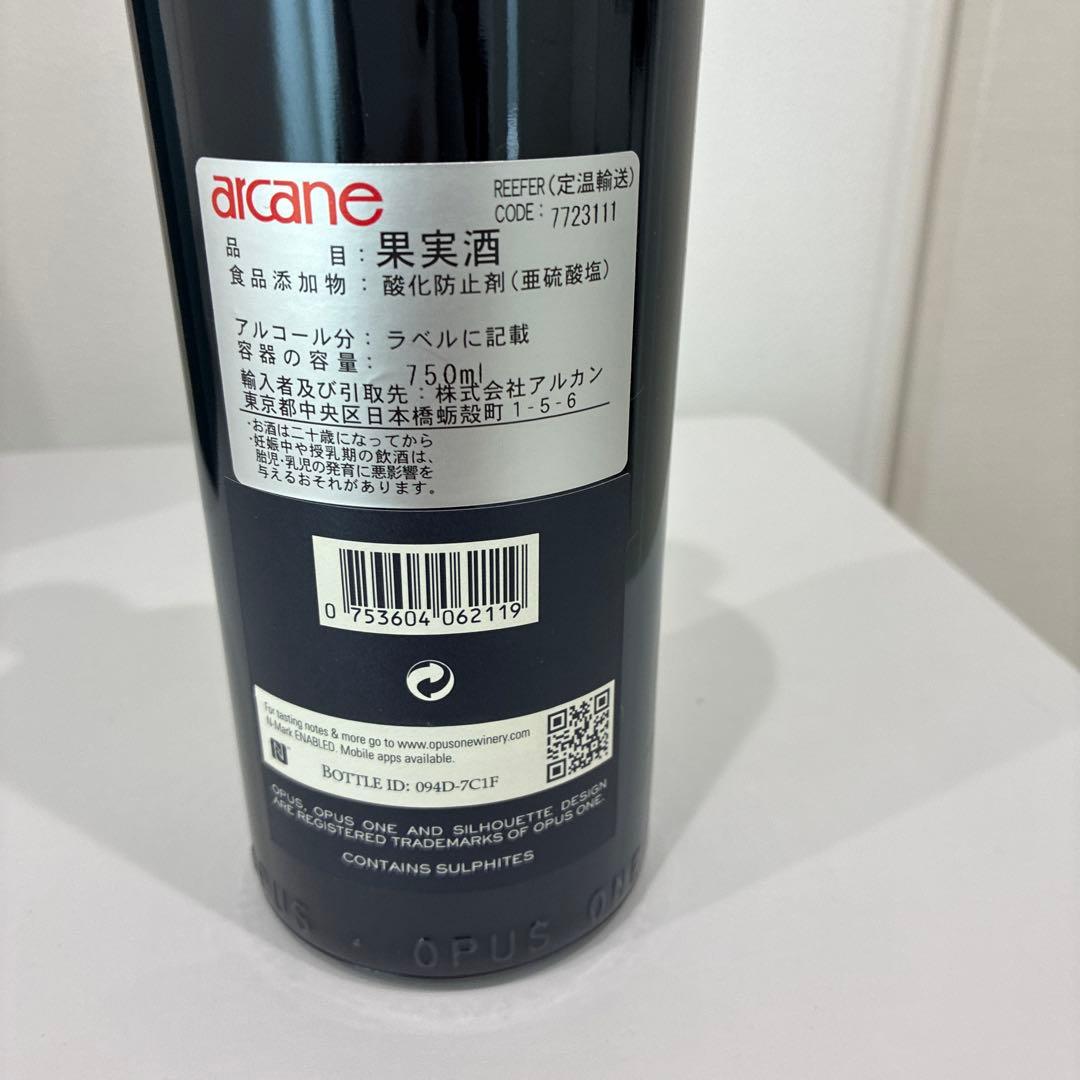 arcane
REEFER(定温輸送)
CODE: 7723111
品 目: 果実酒
食品添加物: 酸化防止剤(亜硫酸塩)
アルコール分: ラベルに記載
容器の容量: 750ml
輸入者及び引取先: 株式会社アルカン
東京都中央区日本橋蛎殻町1-5-6
・お酒は二十歳になってから
・妊娠中や授乳期の飲酒は、
胎児・乳児の発育に悪影響を
与えるおそれがあります。
0 753604 062119
For tasting notes & more go to www.opusonewinery.com
N-Mark ENABLED. Mobile apps available.
BOTTLE ID: 094D-7C1F
OPUS, OPUS ONE AND SILHOUETTE DESIGN
ARE REGISTERED TRADEMARKS OF OPUS ONE.
CONTAINS SULPHITES
OPUS · OPUS ONE